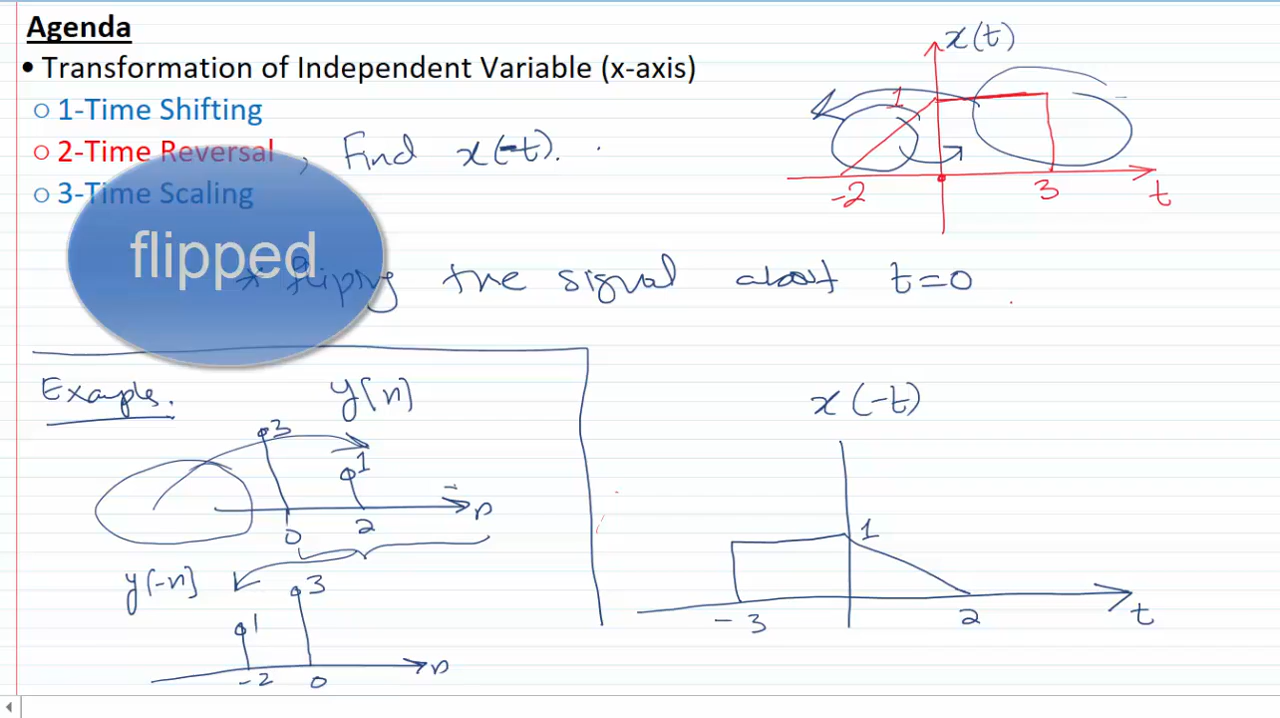 Agenda
• Transformation of Independent Variable (x-axis)
○ 1-Time Shifting
○ 2-Time Reversal, Find x(-t).
○ 3-Time Scaling
x(t)
1
-2
3
t
flipped
* flipping the signal about t=0
Example.
y[n]
3
1
0
2
n
y[-n]
3
1
-2
0
n
x(-t)
1
-3
2
t